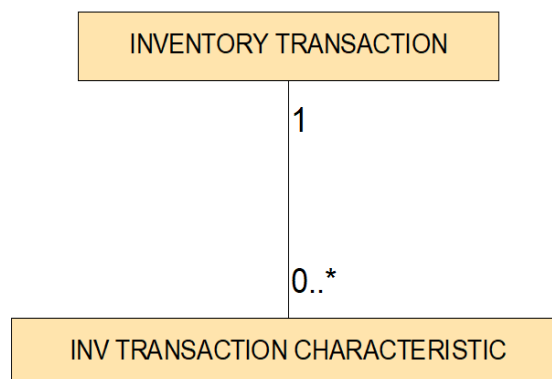 INVENTORY TRANSACTION
1
0..*
INV TRANSACTION CHARACTERISTIC